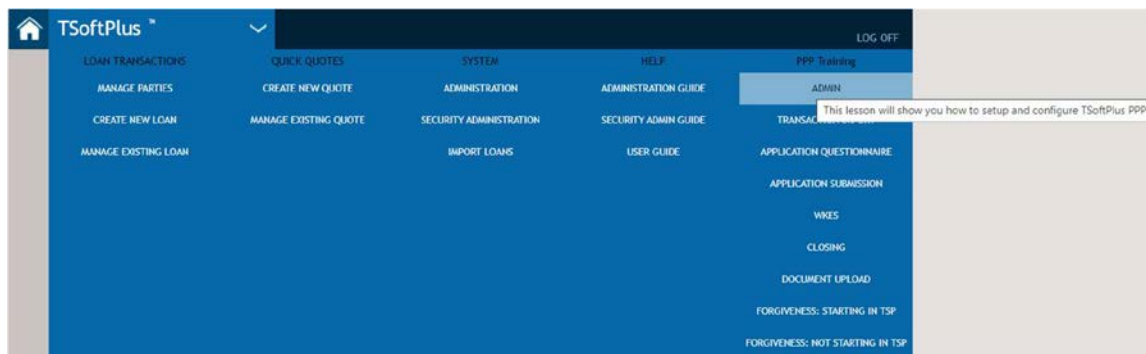 TSoftPlus ™
LOG OFF
LOAN TRANSACTIONS
MANAGE PARTIES
CREATE NEW LOAN
MANAGE EXISTING LOAN
QUICK QUOTES
CREATE NEW QUOTE
MANAGE EXISTING QUOTE
SYSTEM
ADMINISTRATION
SECURITY ADMINISTRATION
IMPORT LOANS
HELP
ADMINISTRATION GUIDE
SECURITY ADMIN GUIDE
USER GUIDE
PPP Training
ADMIN
This lesson will show you how to setup and configure TSoftPlus PPP
APPLICATION QUESTIONNAIRE
APPLICATION SUBMISSION
WKES
CLOSING
DOCUMENT UPLOAD
FORGIVENESS: STARTING IN TSP
FORGIVENESS: NOT STARTING IN TSP